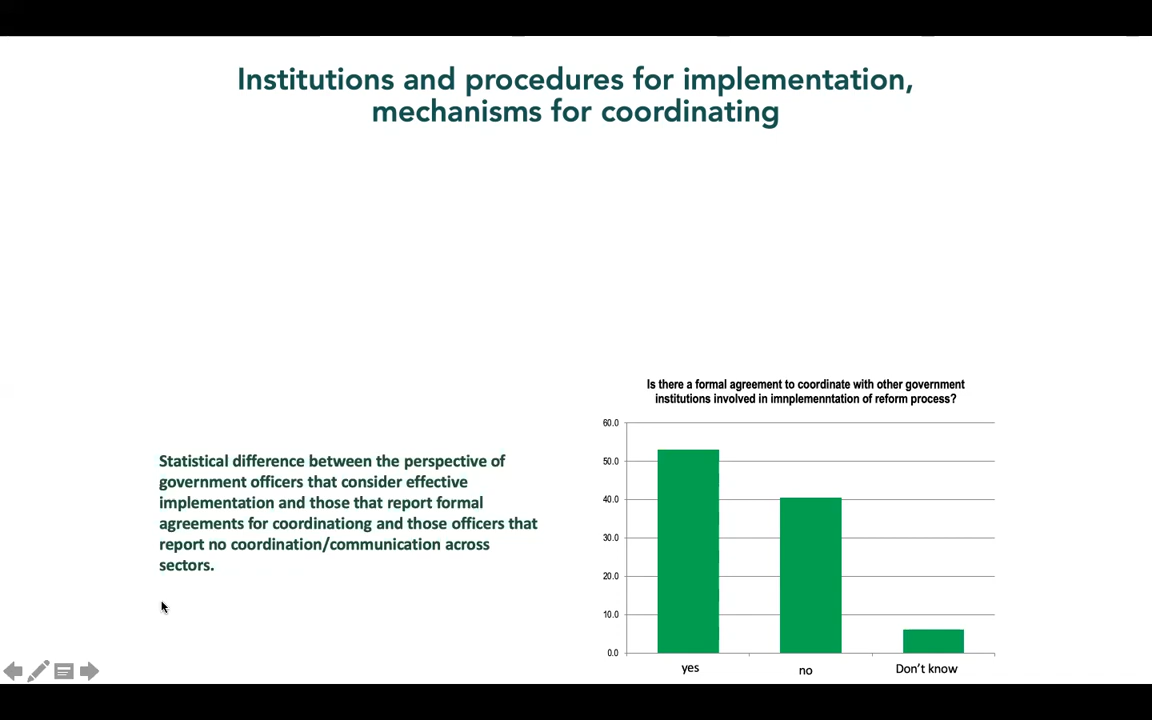 Institutions and procedures for implementation,
mechanisms for coordinating
Is there a formal agreement to coordinate with other government
institutions involved in imnplemenntation of reform process?
Statistical difference between the perspective of
government officers that consider effective
implementation and those that report formal
agreements for coordinationg and those officers that
report no coordination/communication across
sectors.
60.0
50.0
40.0
30.0
20.0
10.0
0.0
yes
no
Don't know